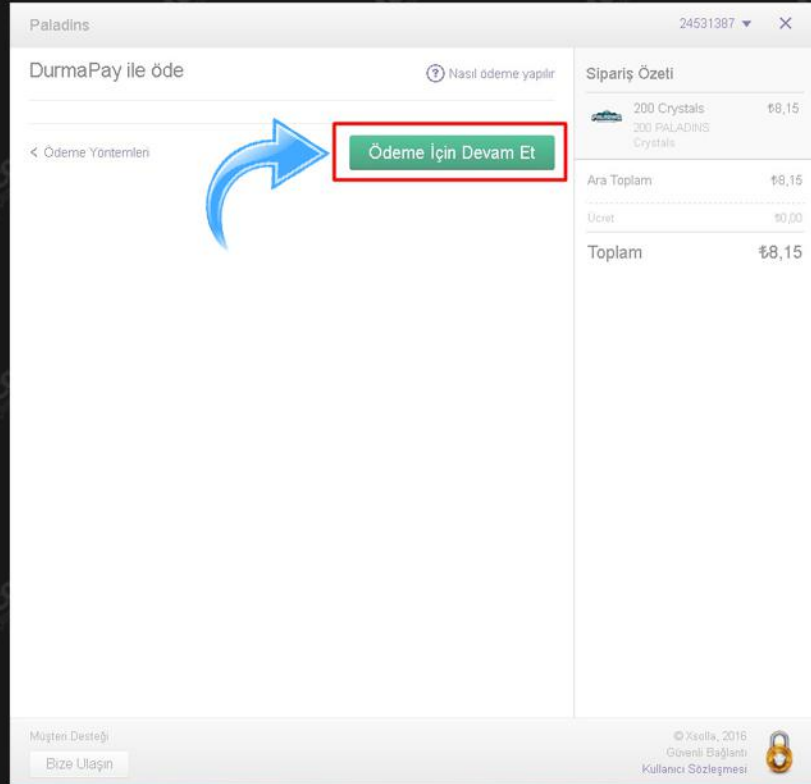 Paladins
24531387
DurmaPay ile öde
Nasıl ödeme yapılır
< Ödeme Yöntemleri
Ödeme İçin Devam Et
Sipariş Özeti
200 Crystals ₺8,15
200 PALADINS
Crystals
Ara Toplam ₺8,15
Ücret ₺0,00
Toplam ₺8,15
Müşteri Desteği
Bize Ulaşın
© Xsolla, 2016
Güvenli Bağlantı
Kullanıcı Sözleşmesi